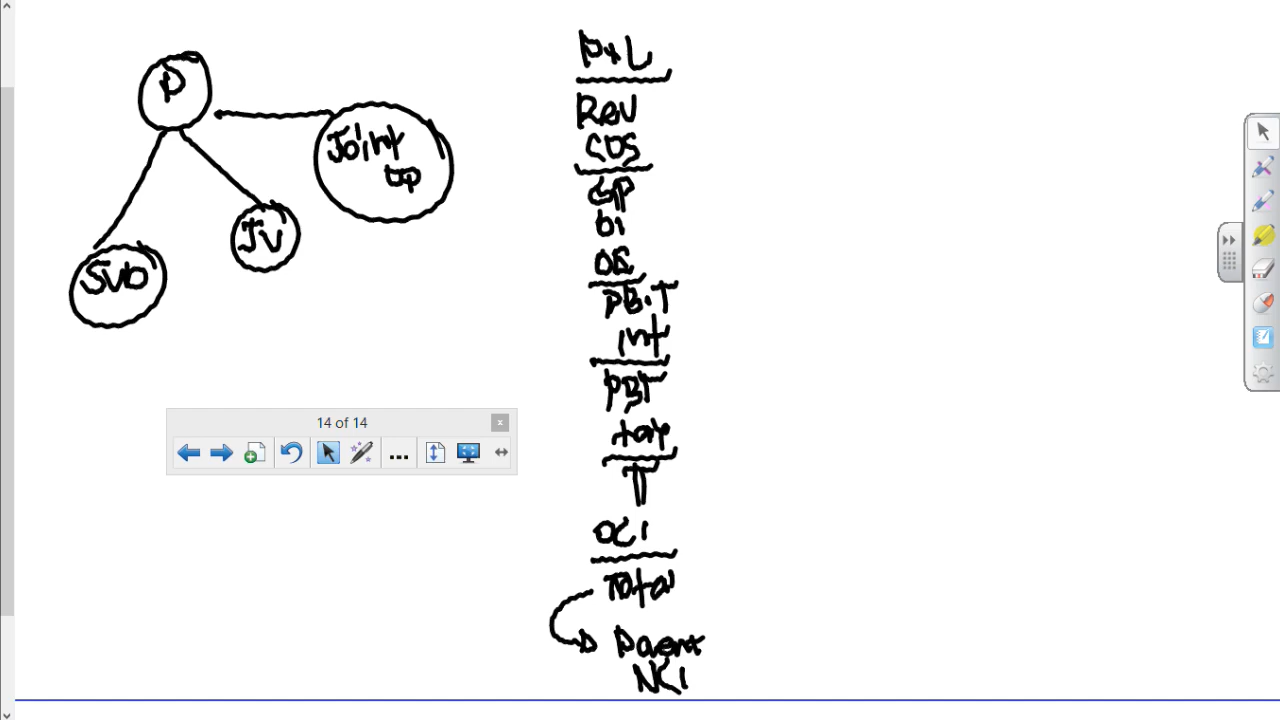 P
Joint
op
JV
SUB
P&L
Rev
COS
GP
OI
OE
PBIT
int
PBT
tax
OCI
Total
Parent
NCI
14 of 14
...